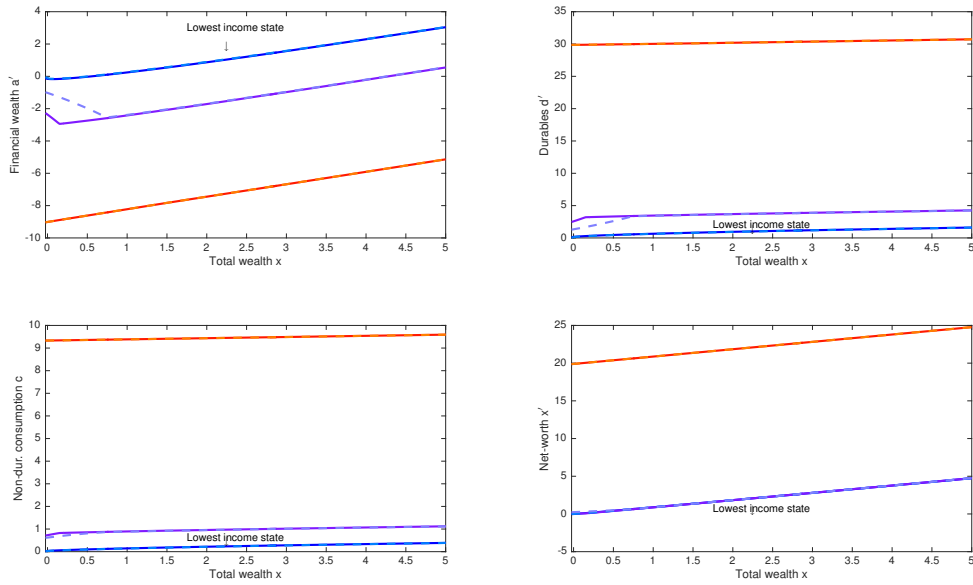 4
2
0
-2
-4
-6
-8
-10
Financial wealth a′
Lowest income state
↓
0 0.5 1 1.5 2 2.5 3 3.5 4 4.5 5
Total wealth x
35
30
25
20
15
10
5
0
Durables d′
Lowest income state
0 0.5 1 1.5 2 2.5 3 3.5 4 4.5 5
Total wealth x
10
9
8
7
6
5
4
3
2
1
0
Non-dur. consumption c
Lowest income state
↓
0 0.5 1 1.5 2 2.5 3 3.5 4 4.5 5
Total wealth x
25
20
15
10
5
0
-5
Net-worth x′
Lowest income state
0 0.5 1 1.5 2 2.5 3 3.5 4 4.5 5
Total wealth x